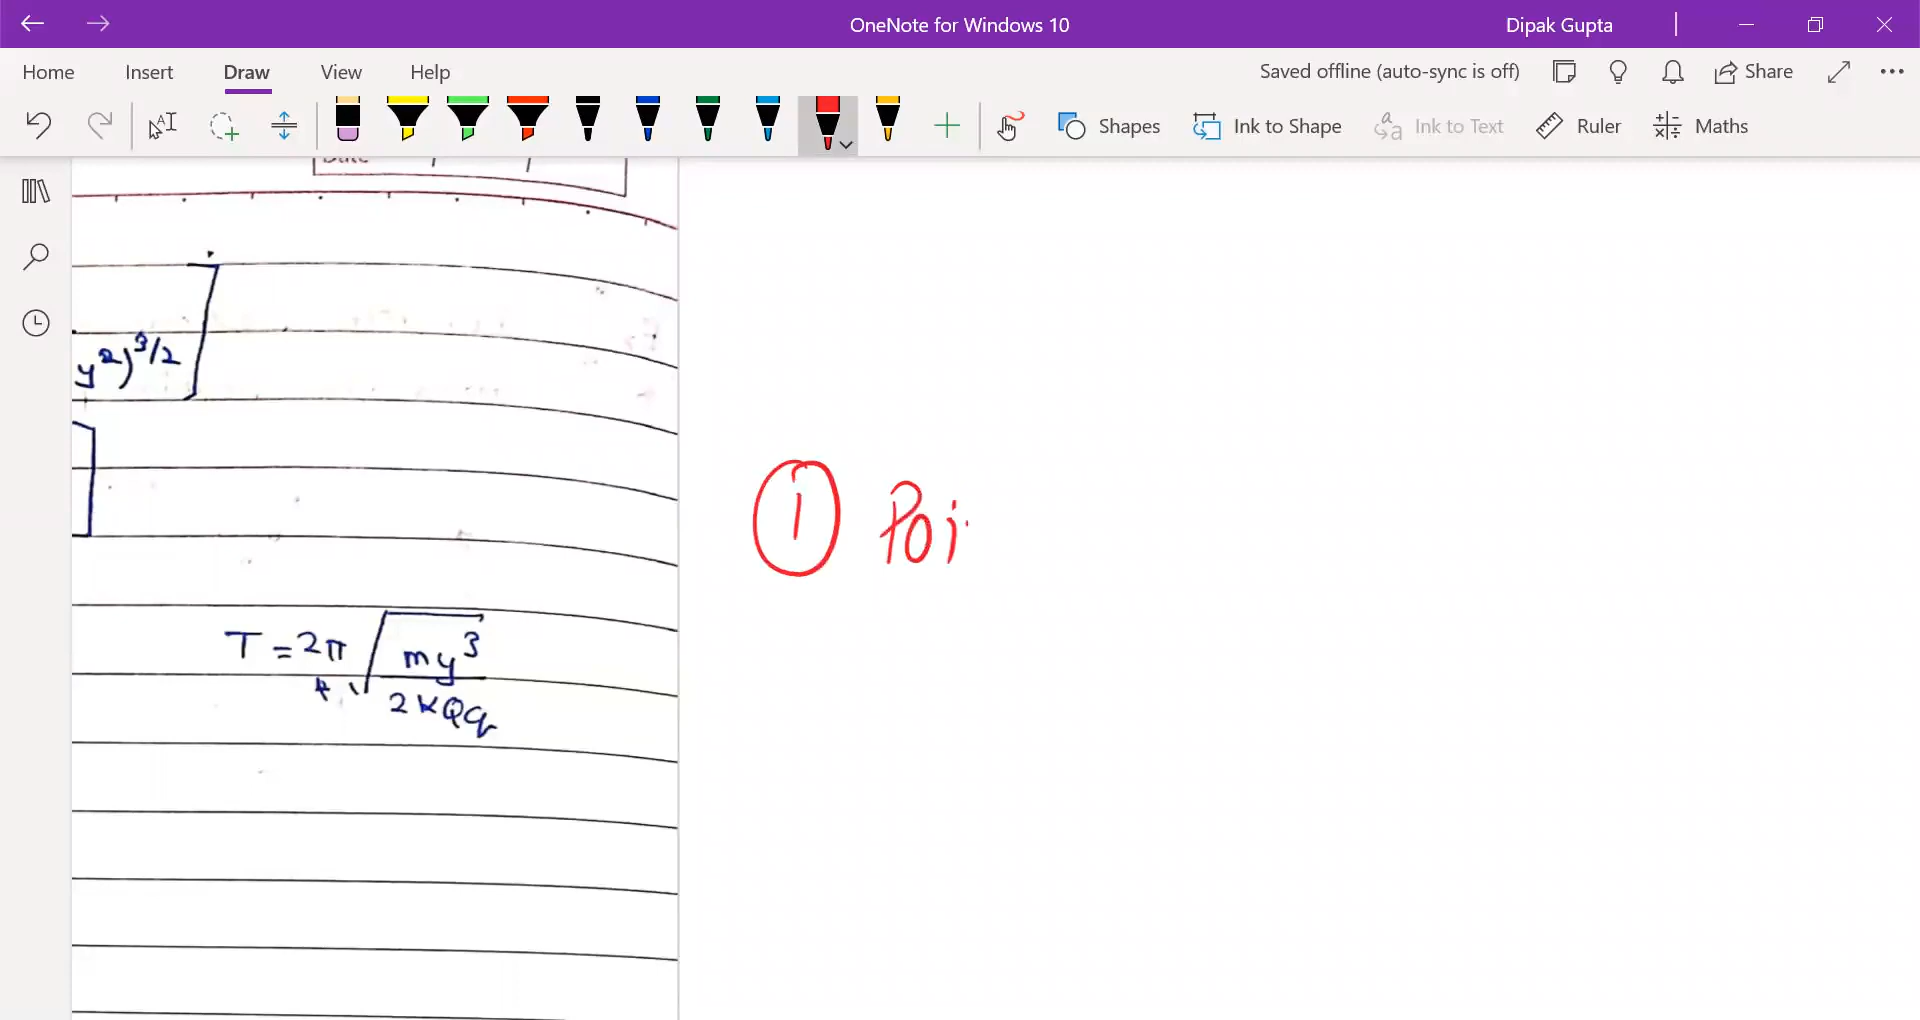 OneNote for Windows 10
Dipak Gupta
Home Insert Draw View Help
Saved offline (auto-sync is off) Share
Shapes Ink to Shape Ink to Text Ruler Maths
Date
y²)^3/2
① Poi
T = 2π √ my³
2KQq